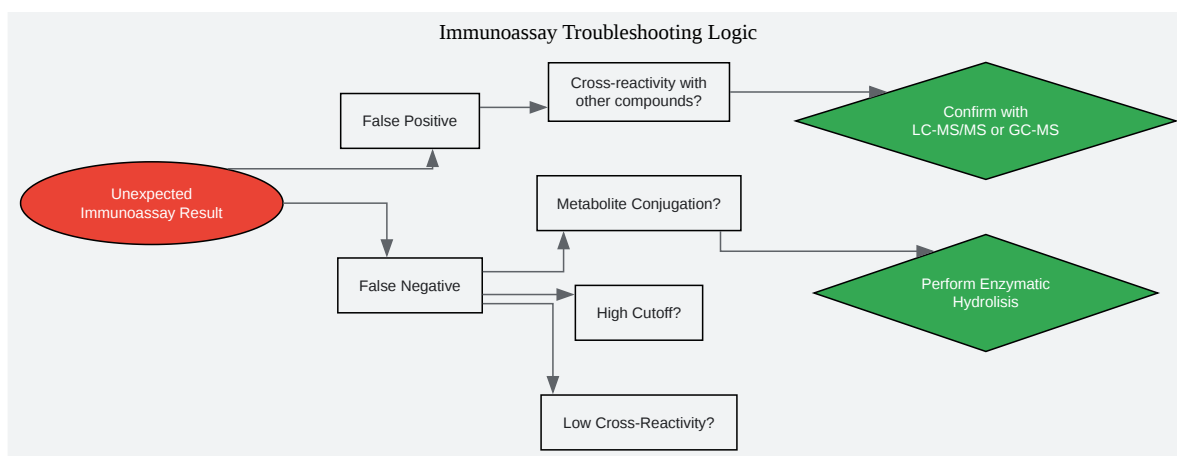 Immunoassay Troubleshooting Logic
Unexpected
Immunoassay Result
False Positive
Cross-reactivity with
other compounds?
Confirm with
LC-MS/MS or GC-MS
False Negative
Metabolite Conjugation?
Perform Enzymatic
Hydrolisis
High Cutoff?
Low Cross-Reactivity?